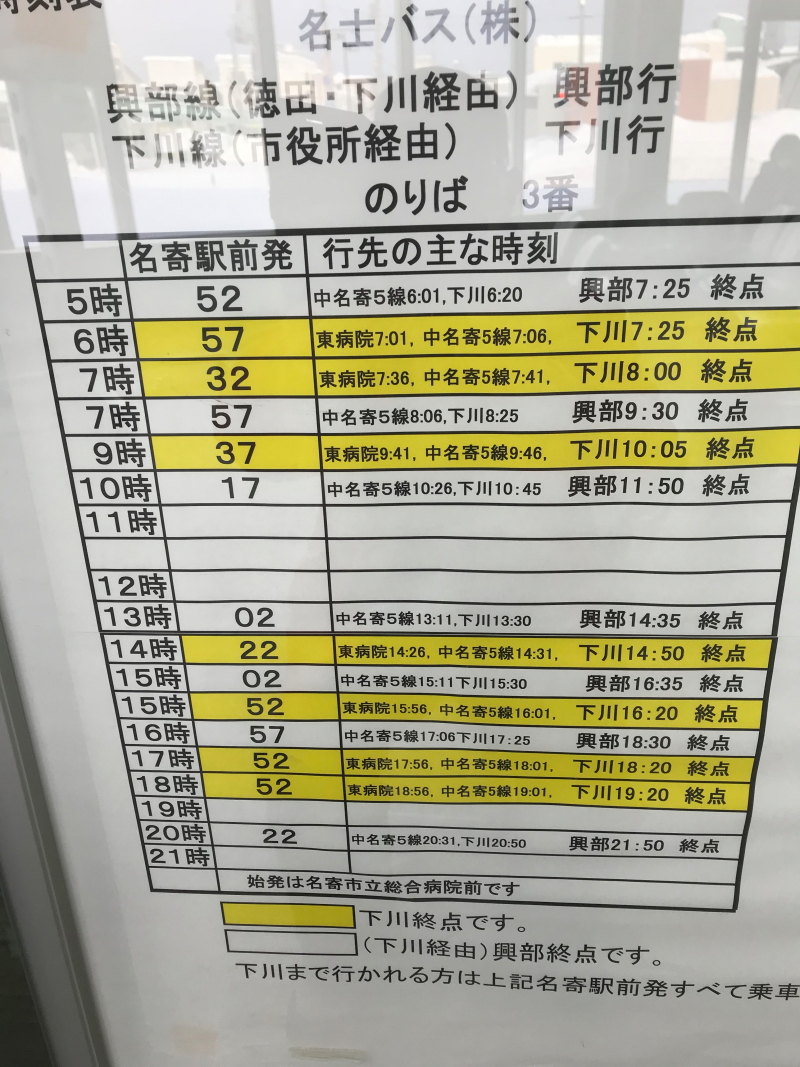 時刻表
名士バス(株)
興部線(徳田・下川経由) 興部行
下川線(市役所経由) 下川行
のりば 3番
名寄駅前発 行先の主な時刻
5時 52 中名寄5線6:01,下川6:20 興部7:25 終点
6時 57 東病院7:01, 中名寄5線7:06, 下川7:25 終点
7時 32 東病院7:36, 中名寄5線7:41, 下川8:00 終点
7時 57 中名寄5線8:06,下川8:25 興部9:30 終点
9時 37 東病院9:41, 中名寄5線9:46, 下川10:05 終点
10時 17 中名寄5線10:26,下川10:45 興部11:50 終点
11時
12時
13時 02 中名寄5線13:11,下川13:30 興部14:35 終点
14時 22 東病院14:26, 中名寄5線14:31, 下川14:50 終点
15時 02 中名寄5線15:11下川15:30 興部16:35 終点
15時 52 東病院15:56, 中名寄5線16:01, 下川16:20 終点
16時 57 中名寄5線17:06下川17:25 興部18:30 終点
17時 52 東病院17:56, 中名寄5線18:01, 下川18:20 終点
18時 52 東病院18:56, 中名寄5線19:01, 下川19:20 終点
19時
20時 22 中名寄5線20:31,下川20:50 興部21:50 終点
21時
始発は名寄市立総合病院前です
下川終点です。
(下川経由)興部終点です。
下川まで行かれる方は上記名寄駅前発すべて乗車